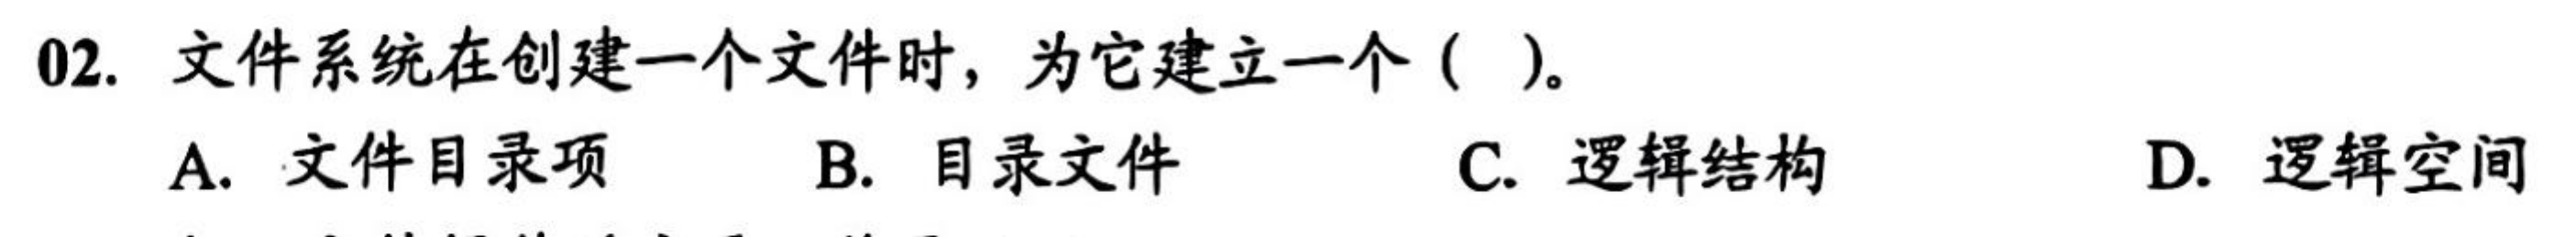 02. 文件系统在创建一个文件时，为它建立一个（ ）。
A. 文件目录项 B. 目录文件 C. 逻辑结构 D. 逻辑空间